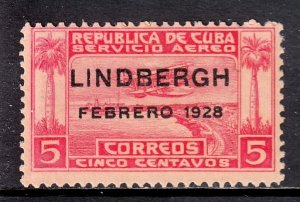 REPUBLICA DE CUBA
SERVICIO AEREO
LINDBERGH
FEBRERO 1928
5 CORREOS 5
CINCO CENTAVOS